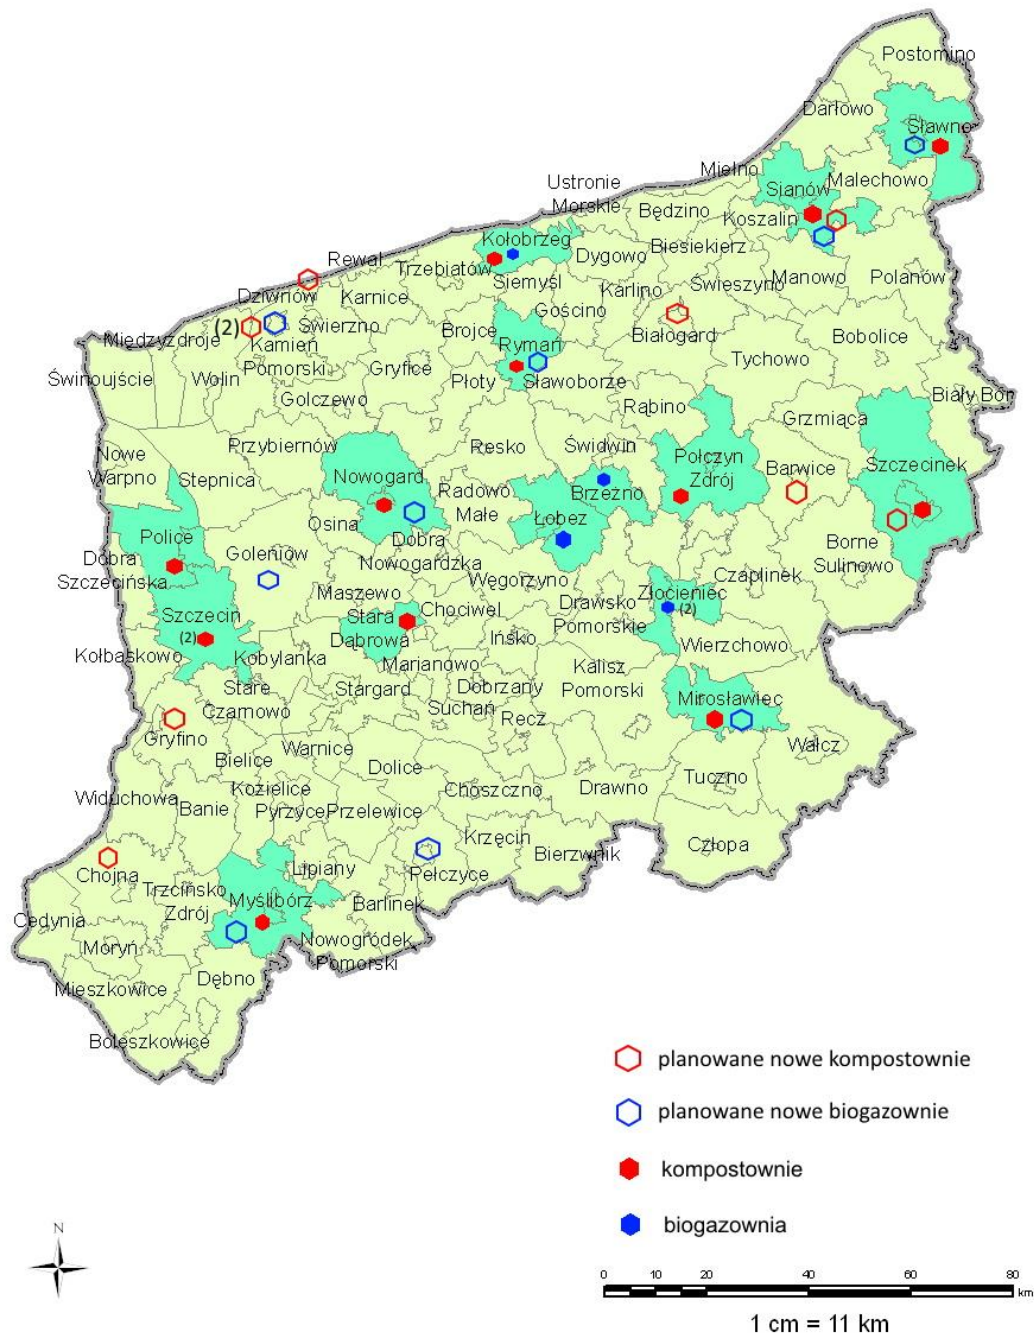 Postomino
Darłowo
Sławno
Mielno
Sianów
Malechowo
Ustronie
Morskie
Będzino
Koszalin
Kołobrzeg
Dygowo
Biesiekierz
Rewal
Trzebiatów
Siemyśl
Manowo
Polanów
Dziwnów
Karnice
Karlino
Świeszyno
Gościno
(2)
Świerzno
Brojce
Białogard
Bobolice
Międzyzdroje
Kamień
Pomorski
Rymań
Tychowo
Świnoujście
Wolin
Gryfice
Płoty
Sławoborze
Golczewo
Rąbino
Biały Bór
Grzmiąca
Przybiernów
Resko
Świdwin
Nowe
Warpno
Stepnica
Nowogard
Połczyn
Zdrój
Barwice
Szczecinek
Radowo
Małe
Brzeżno
Osina
Łobez
Police
Dobra
Nowogardzka
Borne
Sulinowo
Dobra
Szczecińska
Goleniów
Maszewo
Węgorzyno
Czaplinek
Złocieniec
(2)
Szczecin
(2)
Stara
Dąbrowa
Chociwel
Drawsko
Pomorskie
Ińsko
Wierzchowo
Kołbaskowo
Kobylanka
Marianowo
Kalisz
Pomorski
Stare
Czarnowo
Stargard
Dobrzany
Suchań
Recz
Mirosławiec
Gryfino
Warnice
Wałcz
Bielice
Dolice
Tuczno
Widuchowa
Banie
Kozielice
Pyrzyce
Przelewice
Choszczno
Drawno
Krzęcin
Bierzwnik
Człopa
Chojna
Lipiany
Pełczyce
Trzcińsko
Zdrój
Myślibórz
Barlinek
Cedynia
Moryń
Nowogródek
Pomorski
Mieszkowice
Dębno
Boleszkowice
planowane nowe kompostownie
planowane nowe biogazownie
kompostownie
biogazownia
N
0 10 20 40 60 80
km
1 cm = 11 km